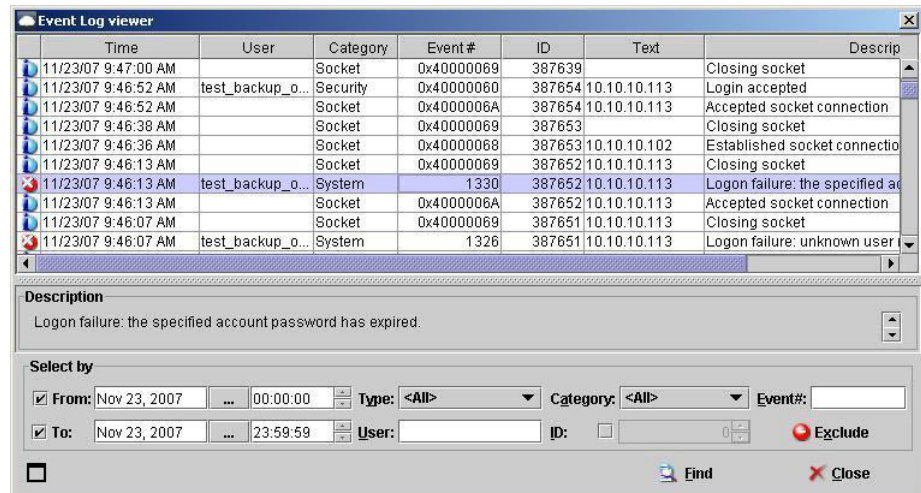 Event Log viewer
Time User Category Event # ID Text Descrip
11/23/07 9:47:00 AM Socket 0x40000069 387639 Closing socket
11/23/07 9:46:52 AM test_backup_o... Security 0x40000060 387654 10.10.10.113 Login accepted
11/23/07 9:46:52 AM Socket 0x4000006A 387654 10.10.10.113 Accepted socket connection
11/23/07 9:46:38 AM Socket 0x40000069 387653 Closing socket
11/23/07 9:46:36 AM Socket 0x40000068 387653 10.10.10.102 Established socket connectio
11/23/07 9:46:13 AM Socket 0x40000069 387652 10.10.10.113 Closing socket
11/23/07 9:46:13 AM test_backup_o... System 1330 387652 10.10.10.113 Logon failure: the specified ac
11/23/07 9:46:13 AM Socket 0x4000006A 387652 10.10.10.113 Accepted socket connection
11/23/07 9:46:07 AM Socket 0x40000069 387651 10.10.10.113 Closing socket
11/23/07 9:46:07 AM test_backup_o... System 1326 387651 10.10.10.113 Logon failure: unknown user
Description
Logon failure: the specified account password has expired.
Select by
From: Nov 23, 2007 ... 00:00:00 Type: <All> Category: <All> Event#:
To: Nov 23, 2007 ... 23:59:59 User: ID: 0 Exclude
Find Close